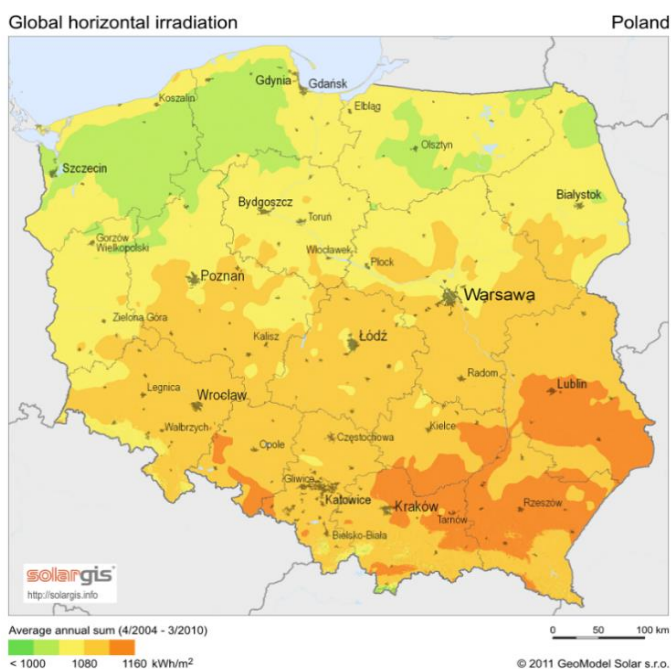 Global horizontal irradiation
Poland
Gdynia
Gdańsk
Koszalin
Elbląg
Olsztyn
Szczecin
Białystok
Bydgoszcz
Toruń
Gorzów
Wielkopolski
Włocławek
Płock
Poznań
Warsawa
Zielona Góra
Kalisz
Łódź
Radom
Lublin
Legnica
Wrocław
Wałbrzych
Opole
Częstochowa
Kielce
Gliwice
Katowice
Kraków
Tarnów
Rzeszów
Bielsko-Biała
solargis
http://solargis.info
Average annual sum (4/2004 - 3/2010)
0 50 100 km
< 1000 1080 1160 kWh/m²
© 2011 GeoModel Solar s.r.o.